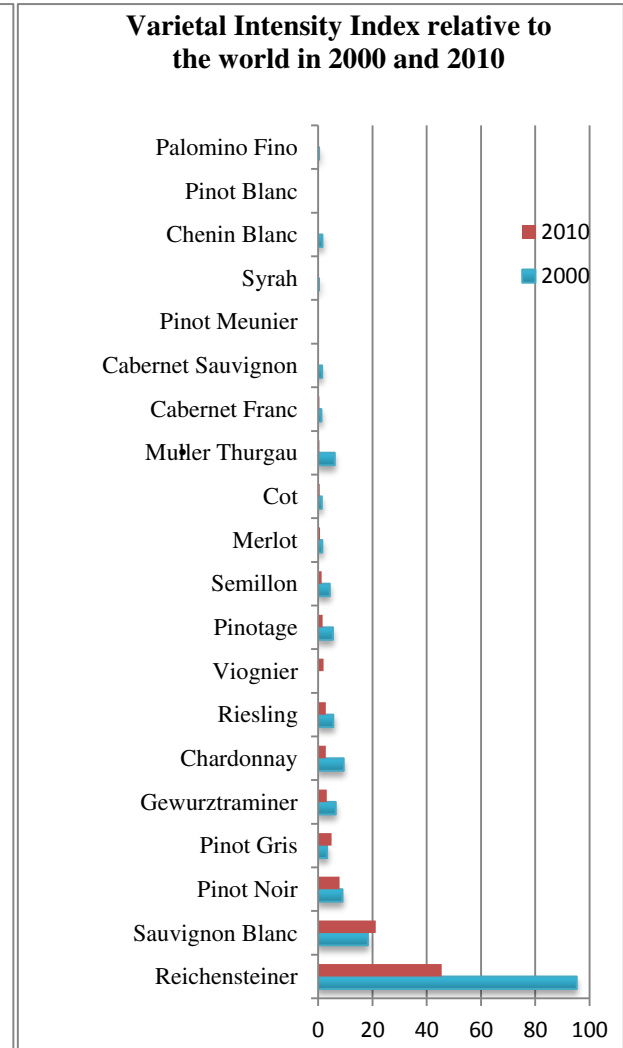 Varietal Intensity Index relative to
the world in 2000 and 2010
Palomino Fino
Pinot Blanc
Chenin Blanc
2010
Syrah
2000
Pinot Meunier
Cabernet Sauvignon
Cabernet Franc
Muller Thurgau
Cot
Merlot
Semillon
Pinotage
Viognier
Riesling
Chardonnay
Gewurztraminer
Pinot Gris
Pinot Noir
Sauvignon Blanc
Reichensteiner
0 20 40 60 80 100